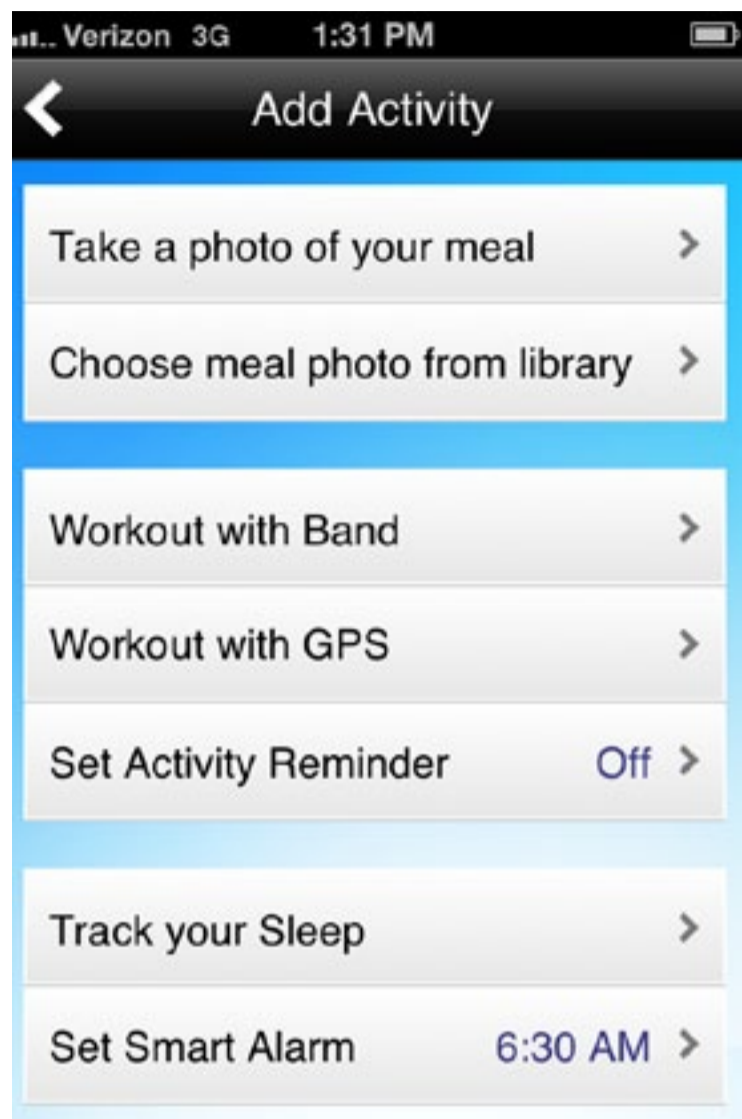 Verizon 3G 1:31 PM
Add Activity
Take a photo of your meal
Choose meal photo from library
Workout with Band
Workout with GPS
Set Activity Reminder Off
Track your Sleep
Set Smart Alarm 6:30 AM